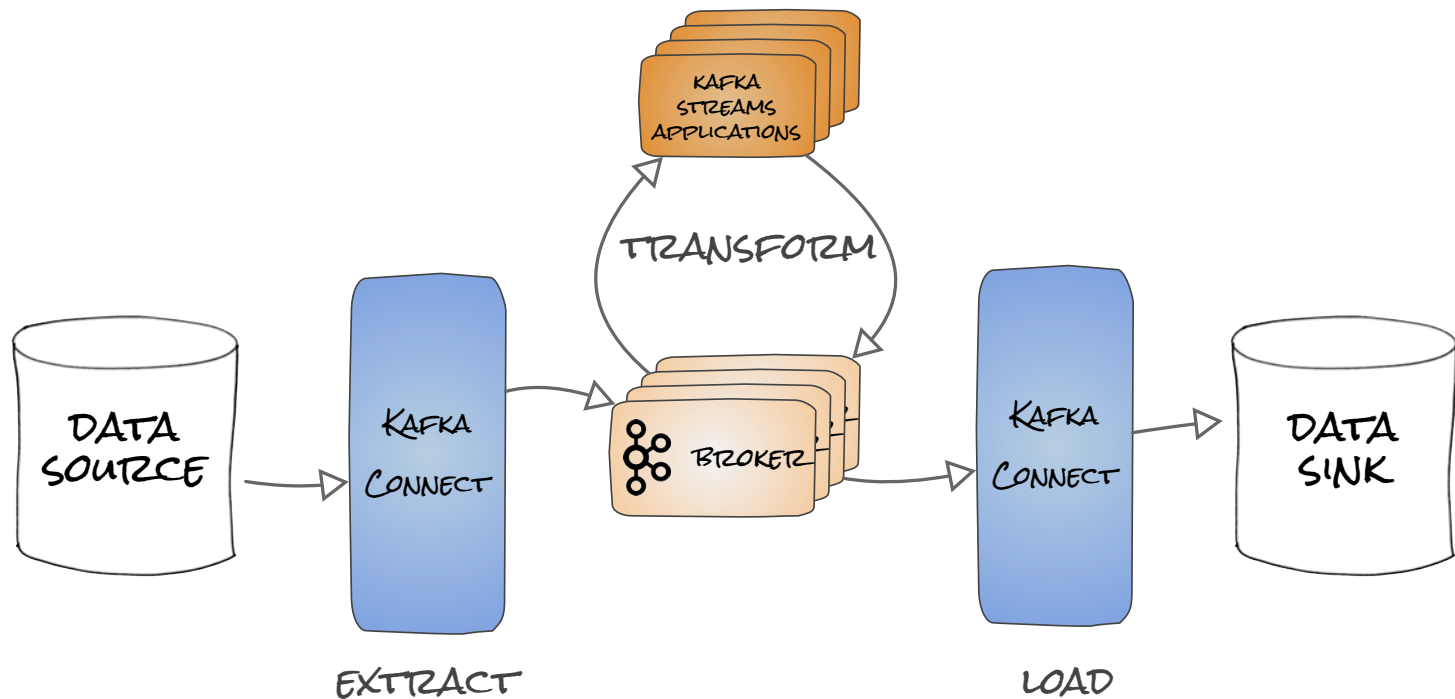 KAFKA
STREAMS
APPLICATIONS
TRANSFORM
DATA
SOURCE
KAFKA
CONNECT
BROKER
KAFKA
CONNECT
DATA
SINK
EXTRACT
LOAD